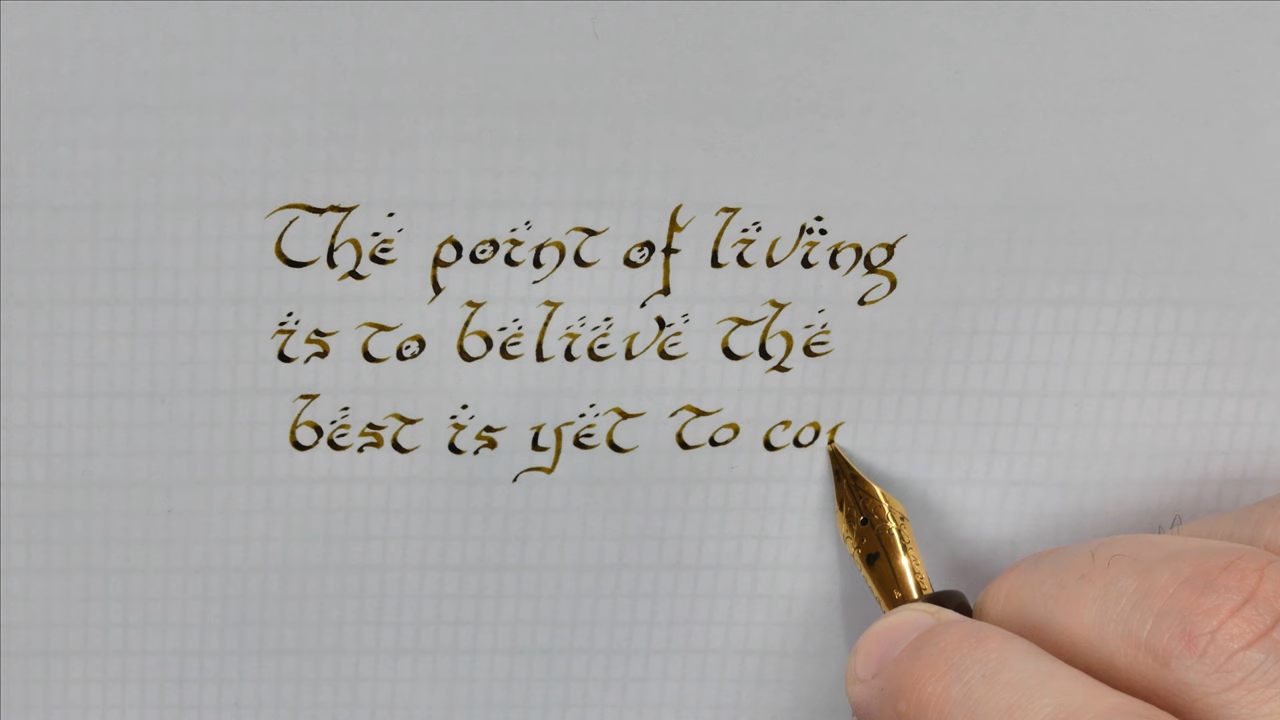 The point of living
is to believe the
best is yet to co